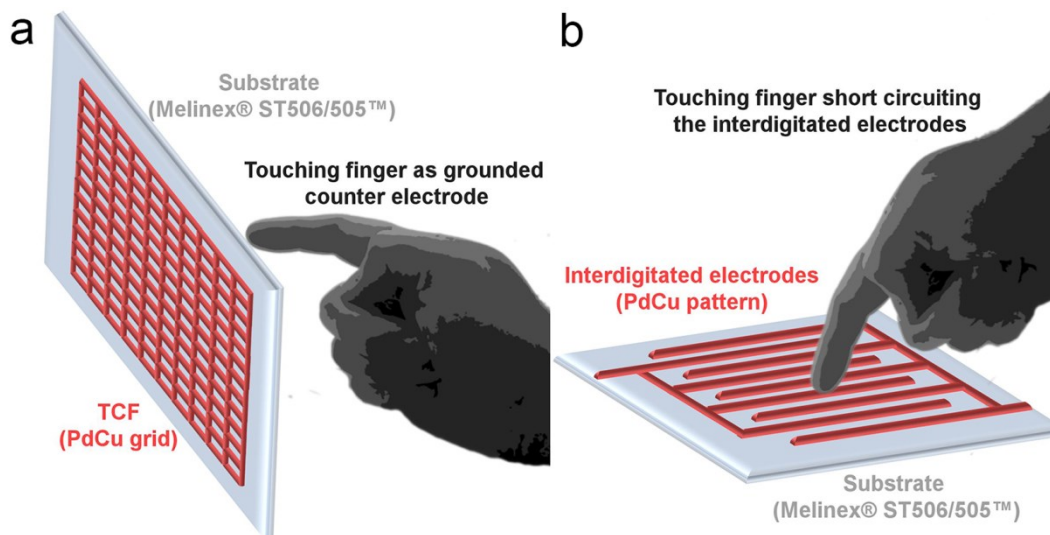 a
Substrate
(Melinex® ST506/505™)
Touching finger as grounded
counter electrode
TCF
(PdCu grid)
b
Touching finger short circuiting
the interdigitated electrodes
Interdigitated electrodes
(PdCu pattern)
Substrate
(Melinex® ST506/505™)